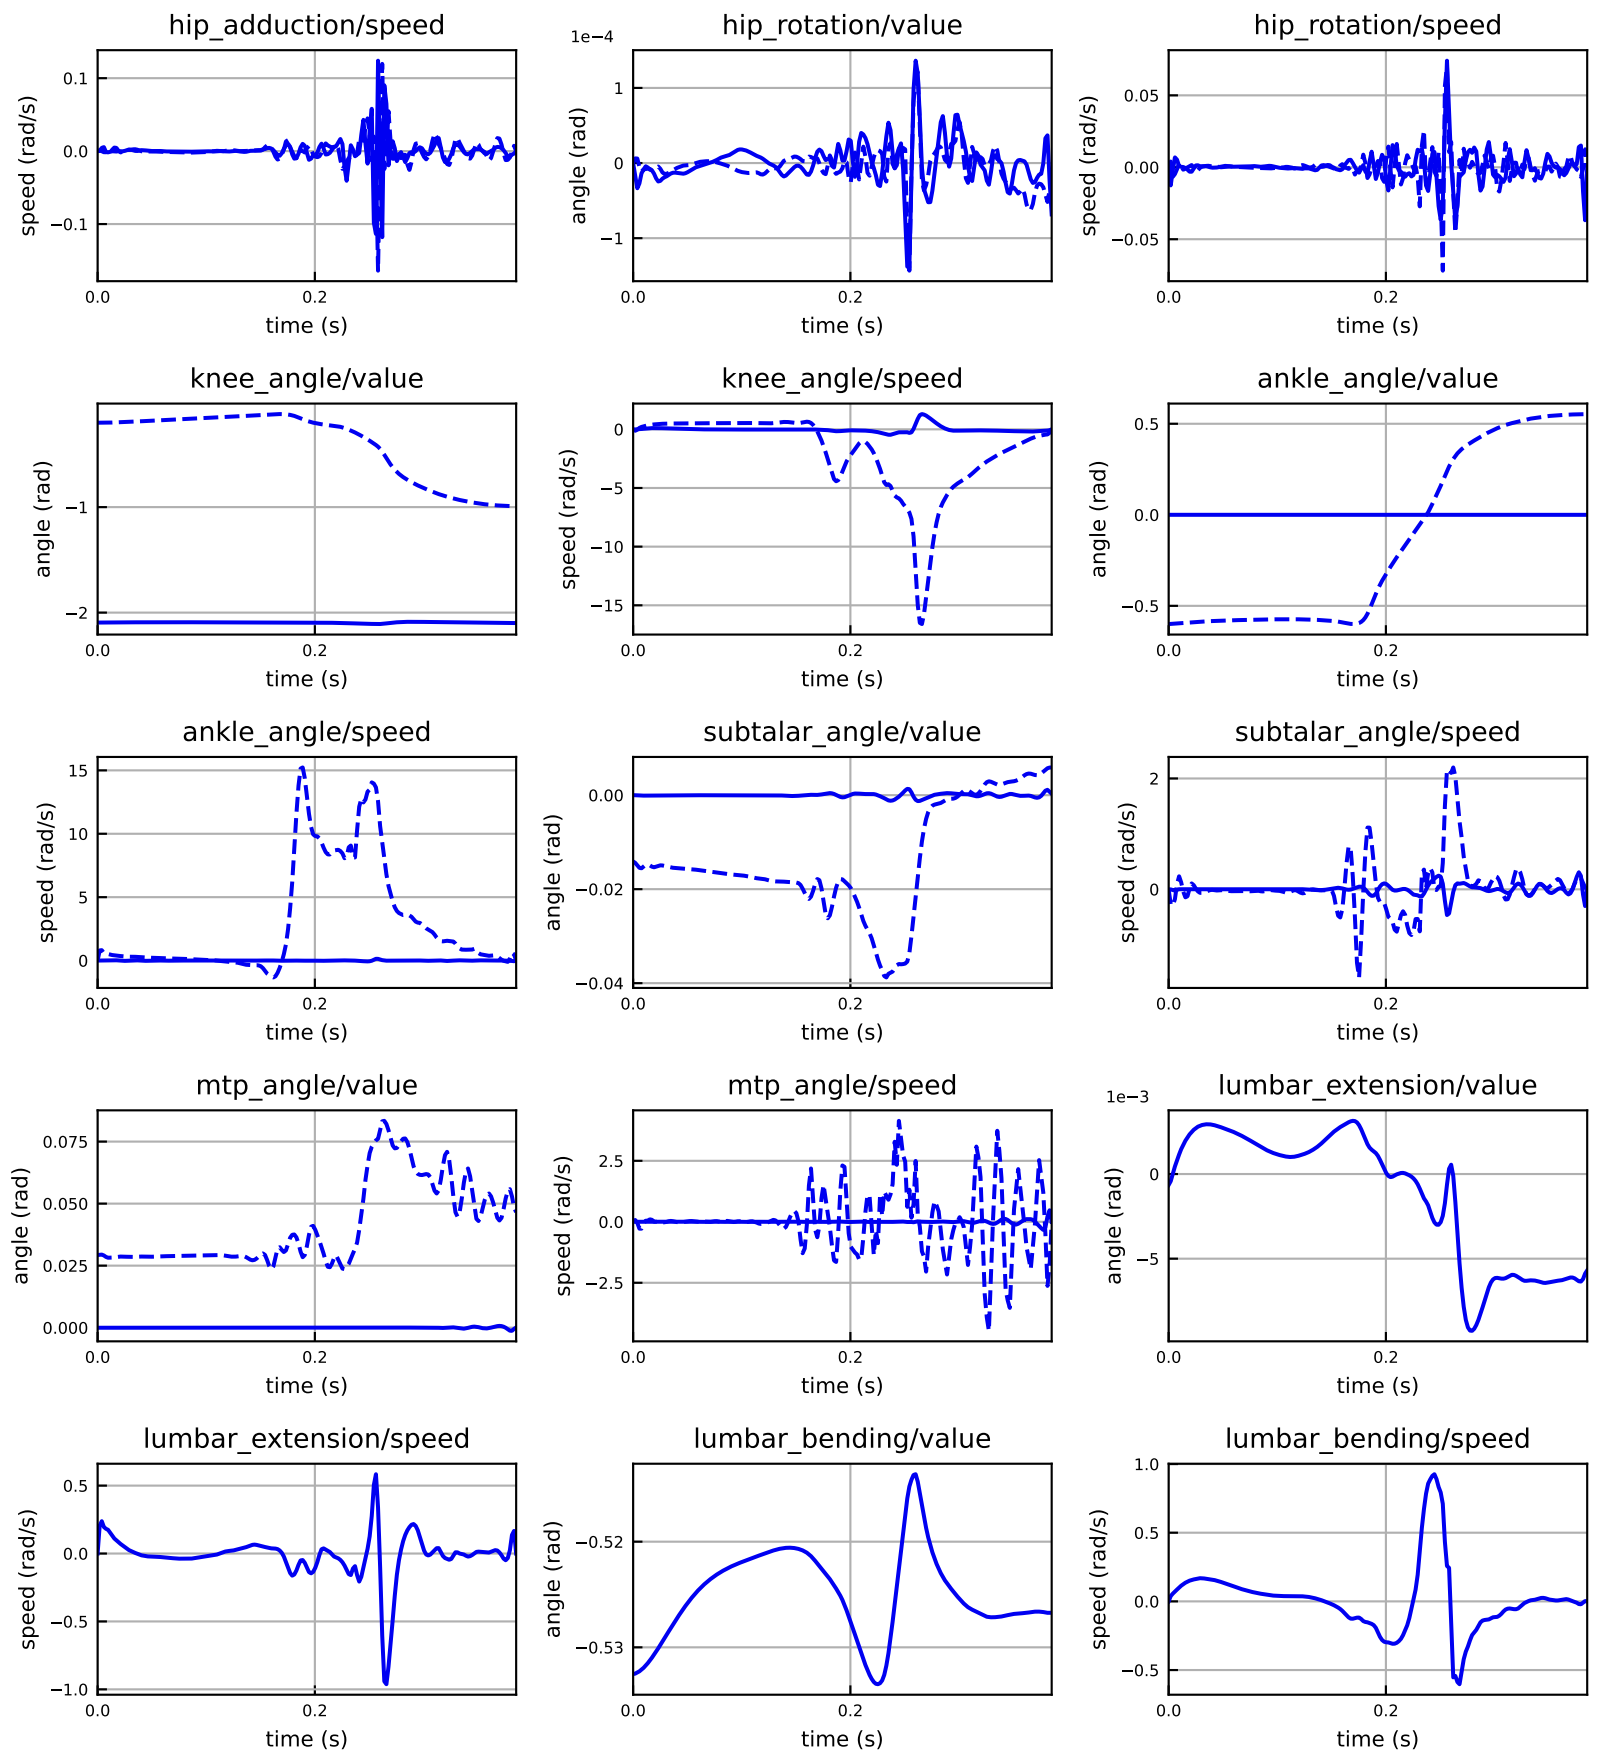 hip_adduction/speed
speed (rad/s)
0.1
0.0
−0.1
0.0
0.2
time (s)
hip_rotation/value
1e−4
angle (rad)
1
0
−1
0.0
0.2
time (s)
hip_rotation/speed
speed (rad/s)
0.05
0.00
−0.05
0.0
0.2
time (s)
knee_angle/value
angle (rad)
−1
−2
0.0
0.2
time (s)
knee_angle/speed
speed (rad/s)
0
−5
−10
−15
0.0
0.2
time (s)
ankle_angle/value
angle (rad)
0.5
0.0
−0.5
0.0
0.2
time (s)
ankle_angle/speed
speed (rad/s)
15
10
5
0
0.0
0.2
time (s)
subtalar_angle/value
angle (rad)
0.00
−0.02
−0.04
0.0
0.2
time (s)
subtalar_angle/speed
speed (rad/s)
2
0
0.0
0.2
time (s)
mtp_angle/value
angle (rad)
0.075
0.050
0.025
0.000
0.0
0.2
time (s)
mtp_angle/speed
speed (rad/s)
2.5
0.0
−2.5
0.0
0.2
time (s)
lumbar_extension/value
1e−3
angle (rad)
0
−5
0.0
0.2
time (s)
lumbar_extension/speed
speed (rad/s)
0.5
0.0
−0.5
−1.0
0.0
0.2
time (s)
lumbar_bending/value
angle (rad)
−0.52
−0.53
0.0
0.2
time (s)
lumbar_bending/speed
speed (rad/s)
1.0
0.5
0.0
−0.5
0.0
0.2
time (s)